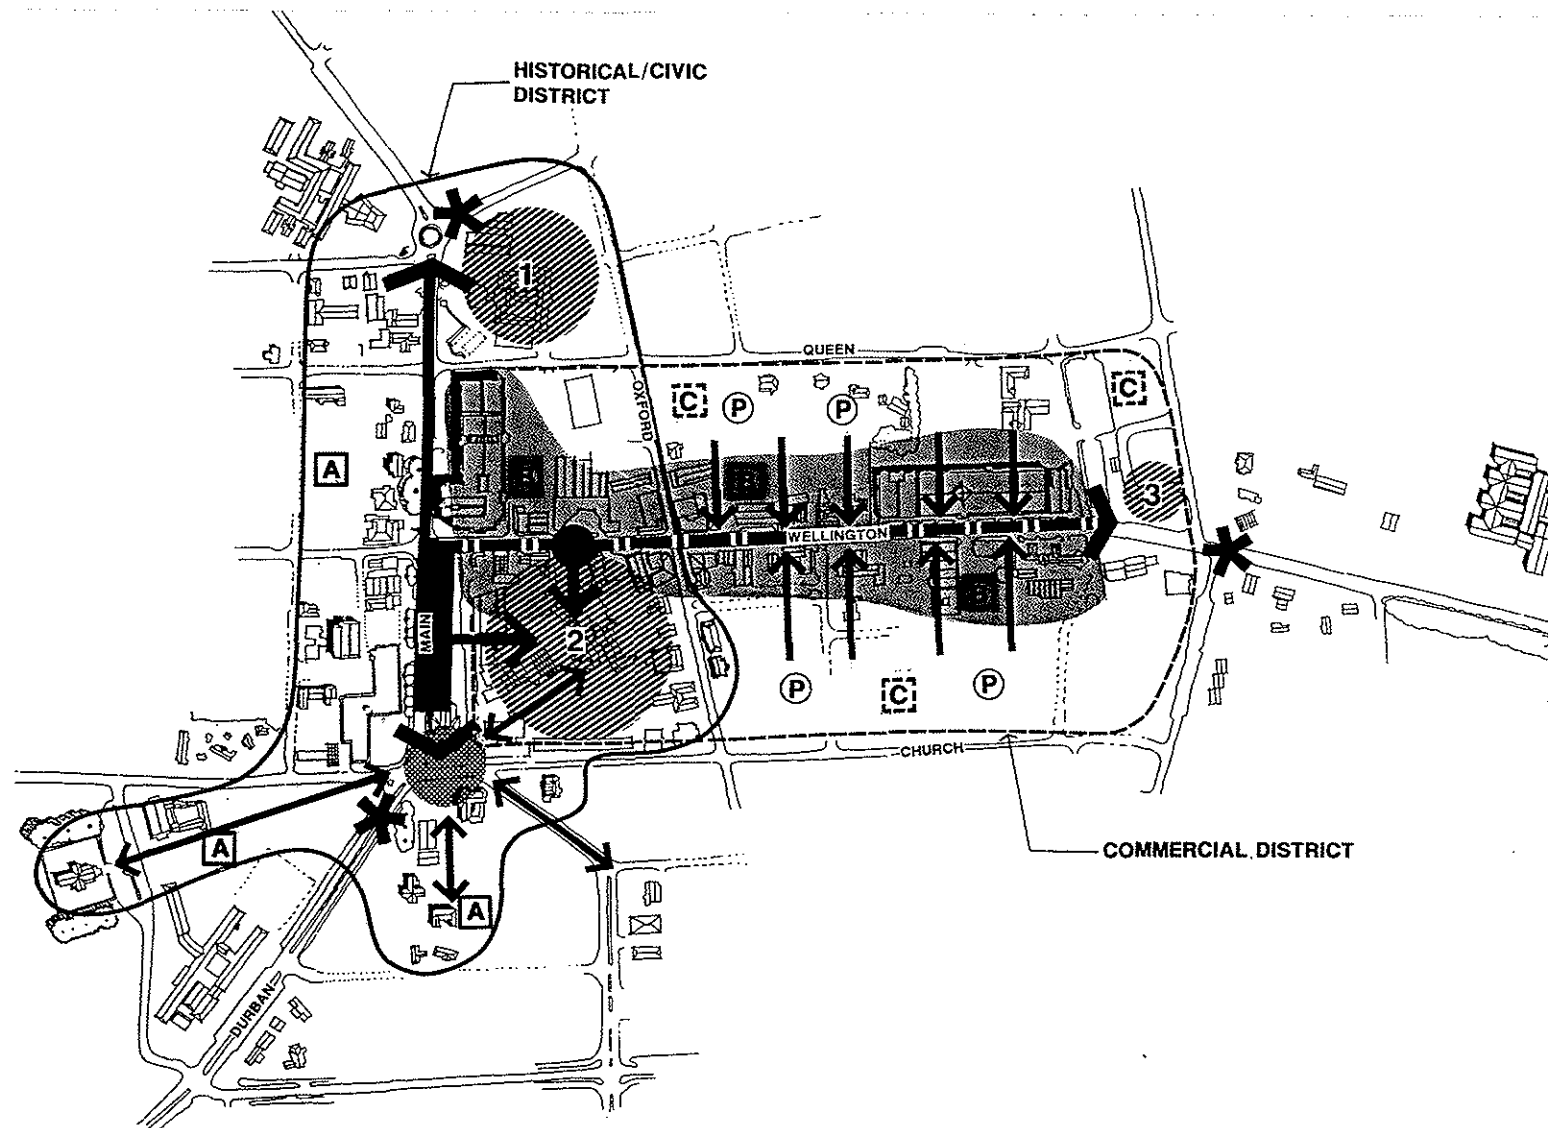 HISTORICAL/CIVIC
DISTRICT
1
QUEEN
OXFORD
C
P
P
C
A
B
B
3
WELLINGTON
B
MAIN
2
P
C
P
CHURCH
A
COMMERCIAL DISTRICT
A
DURBAN